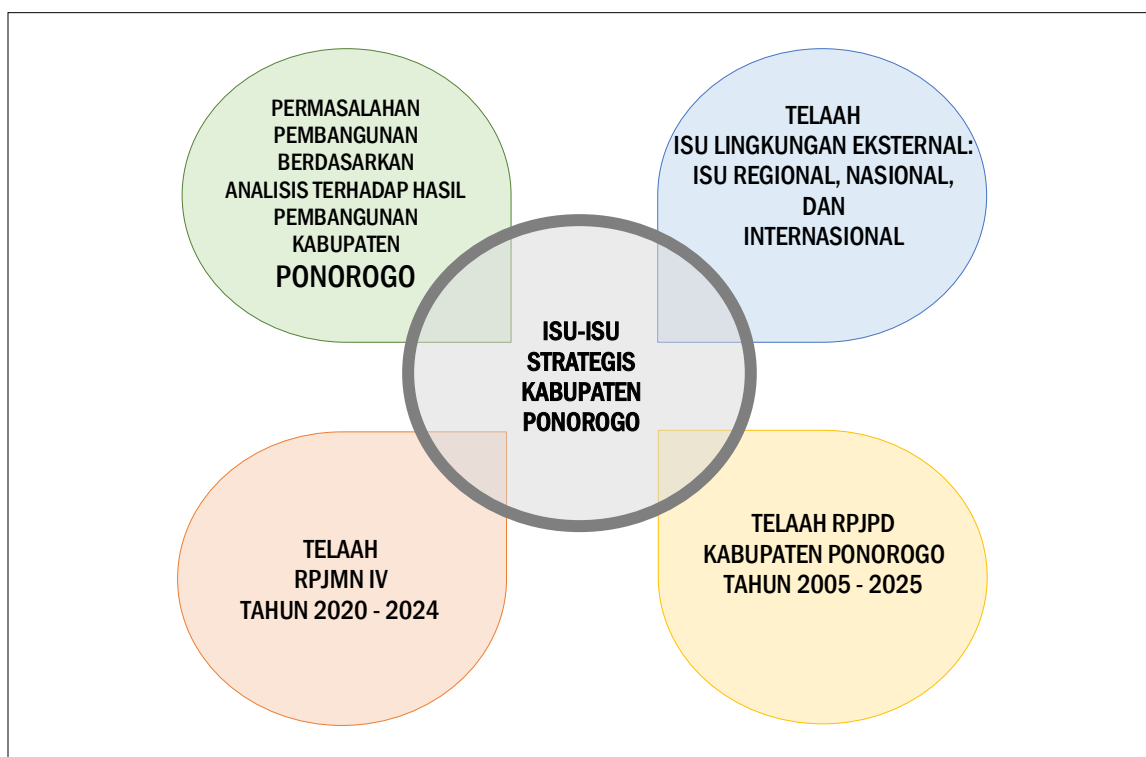 PERMASALAHAN
PEMBANGUNAN
BERDASARKAN
ANALISIS TERHADAP HASIL
PEMBANGUNAN
KABUPATEN
PONOROGO
TELAAH
ISU LINGKUNGAN EKSTERNAL:
ISU REGIONAL, NASIONAL,
DAN
INTERNASIONAL
ISU-ISU
STRATEGIS
KABUPATEN
PONOROGO
TELAAH
RPJMN IV
TAHUN 2020 - 2024
TELAAH RPJPD
KABUPATEN PONOROGO
TAHUN 2005 - 2025